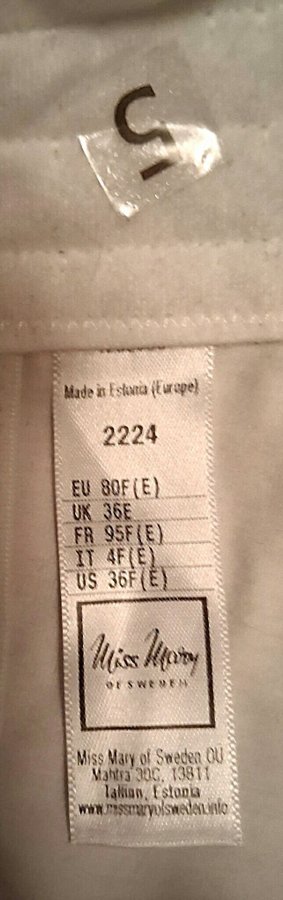 5
Made in Estonia (Europe)
2224
EU 80F(E)
UK 36E
FR 95F(E)
IT 4F(E)
US 36F(E)
Miss Mary
OF SWEDEN
Miss Mary of Sweden OÜ
Mahtra 30C, 13811
Tallinn, Estonia
www.missmaryofsweden.info